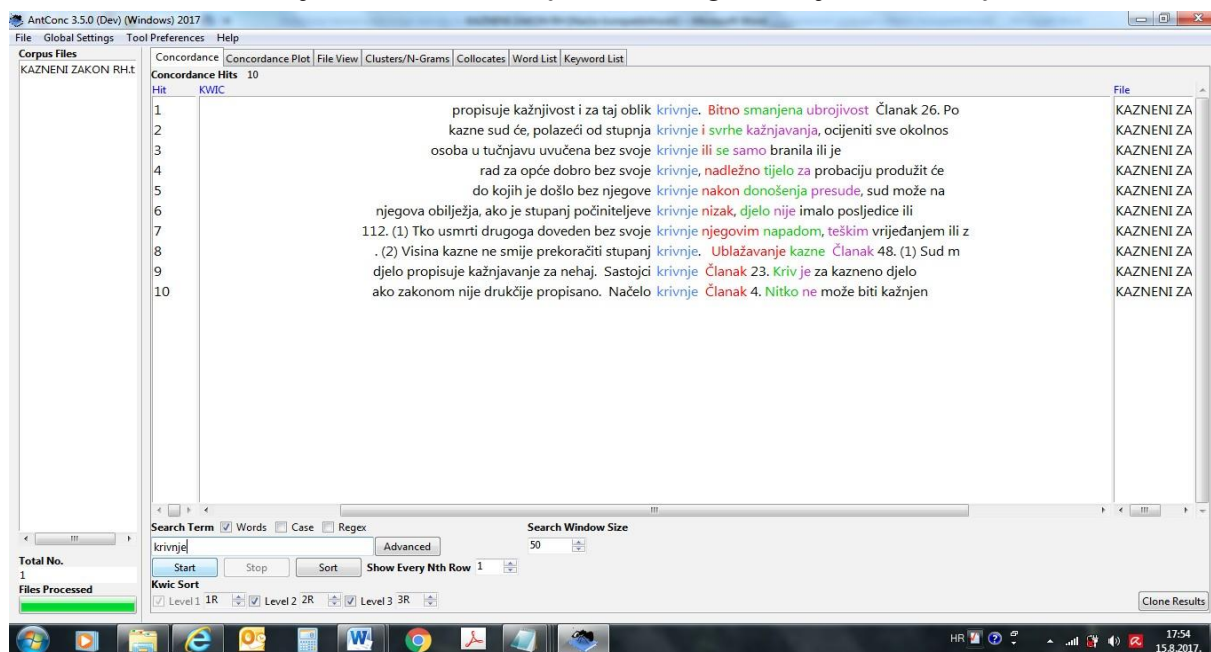 AntConc 3.5.0 (Dev) (Windows) 2017
File Global Settings Tool Preferences Help
Corpus Files
KAZNENI ZAKON RH.t
Concordance Concordance Plot File View Clusters/N-Grams Collocates Word List Keyword List
Concordance Hits 10
Hit KWIC File
1 propisuje kažnjivost i za taj oblik krivnje. Bitno smanjena ubrojivost Članak 26. Po KAZNENI ZA
2 kazne sud će, polazeći od stupnja krivnje i svrhe kažnjavanja, ocijeniti sve okolnos KAZNENI ZA
3 osoba u tučnjavu uvučena bez svoje krivnje ili se samo branila ili je KAZNENI ZA
4 rad za opće dobro bez svoje krivnje, nadležno tijelo za probaciju produžit će KAZNENI ZA
5 do kojih je došlo bez njegove krivnje nakon donošenja presude, sud može na KAZNENI ZA
6 njegova obilježja, ako je stupanj počiniteljeve krivnje nizak, djelo nije imalo posljedice ili KAZNENI ZA
7 112. (1) Tko usmrti drugoga doveden bez svoje krivnje njegovim napadom, teškim vrijeđanjem ili z KAZNENI ZA
8 . (2) Visina kazne ne smije prekoračiti stupanj krivnje. Ublažavanje kazne Članak 48. (1) Sud m KAZNENI ZA
9 djelo propisuje kažnjavanje za nehaj. Sastojci krivnje Članak 23. Kriv je za kazneno djelo KAZNENI ZA
10 ako zakonom nije drukčije propisano. Načelo krivnje Članak 4. Nitko ne može biti kažnjen KAZNENI ZA
Search Term Words Case Regex Search Window Size
krivnje Advanced 50
Total No.
1
Start Stop Sort Show Every Nth Row 1
Files Processed
Kwic Sort
Level 1 1R Level 2 2R Level 3 3R Clone Results
HR 17:54
15.8.2017.